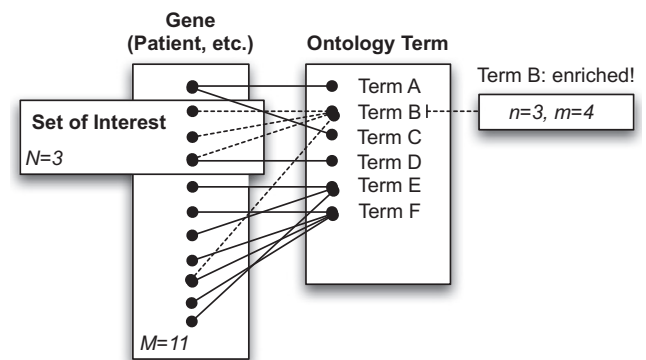 Gene
(Patient, etc.)
Ontology Term
Term A
Term B: enriched!
Term B
n=3, m=4
Set of Interest
Term C
N=3
Term D
Term E
Term F
M=11